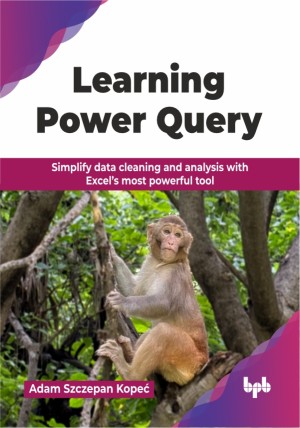 Learning
Power Query
Simplify data cleaning and analysis with
Excel's most powerful tool
Adam Szczepan Kopeć
bpb